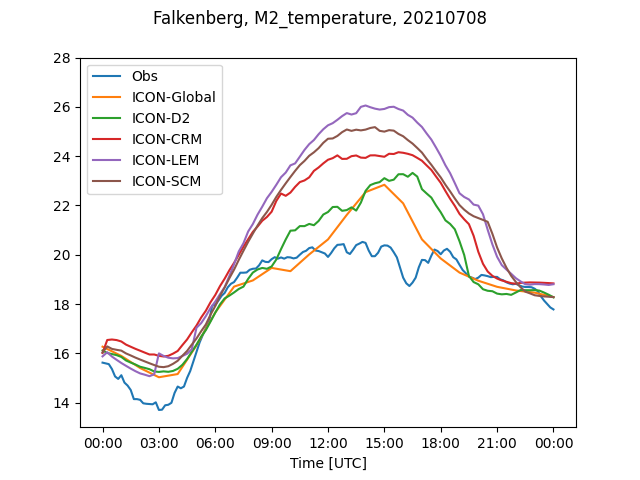 Falkenberg, M2_temperature, 20210708
28
26
24
22
20
18
16
14
Obs
ICON-Global
ICON-D2
ICON-CRM
ICON-LEM
ICON-SCM
00:00 03:00 06:00 09:00 12:00 15:00 18:00 21:00 00:00
Time [UTC]